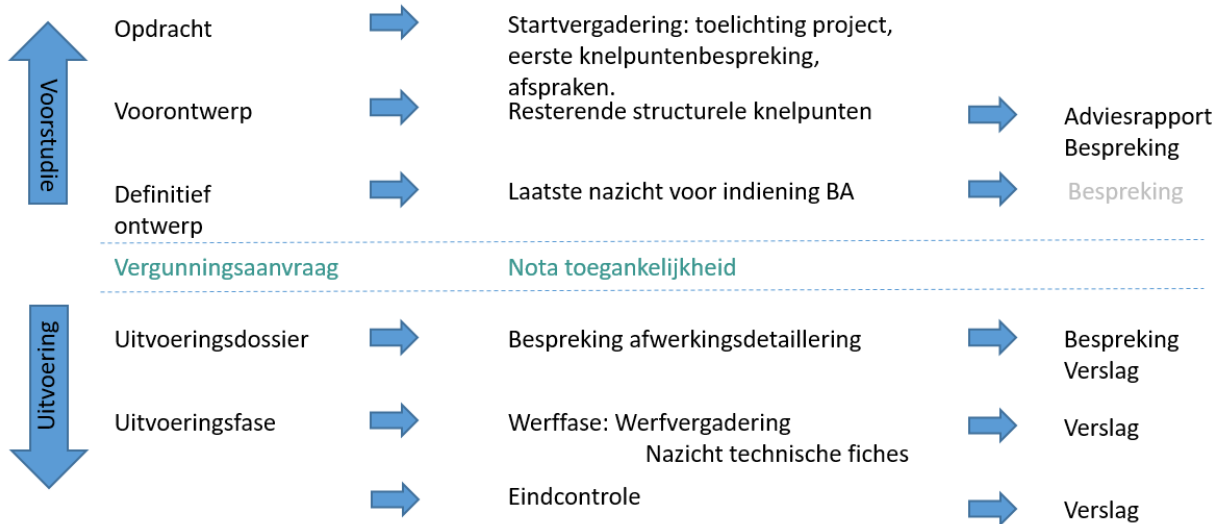 Voorstudie
Opdracht
Startvergadering: toelichting project,
eerste knelpuntenbespreking,
afspraken.
Voorontwerp
Resterende structurele knelpunten
Adviesrapport
Bespreking
Definitief
ontwerp
Laatste nazicht voor indiening BA
Bespreking
Vergunningsaanvraag
Nota toegankelijkheid
Uitvoering
Uitvoeringsdossier
Bespreking afwerkingsdetaillering
Bespreking
Verslag
Uitvoeringsfase
Werffase: Werfvergadering
Nazicht technische fiches
Verslag
Eindcontrole
Verslag